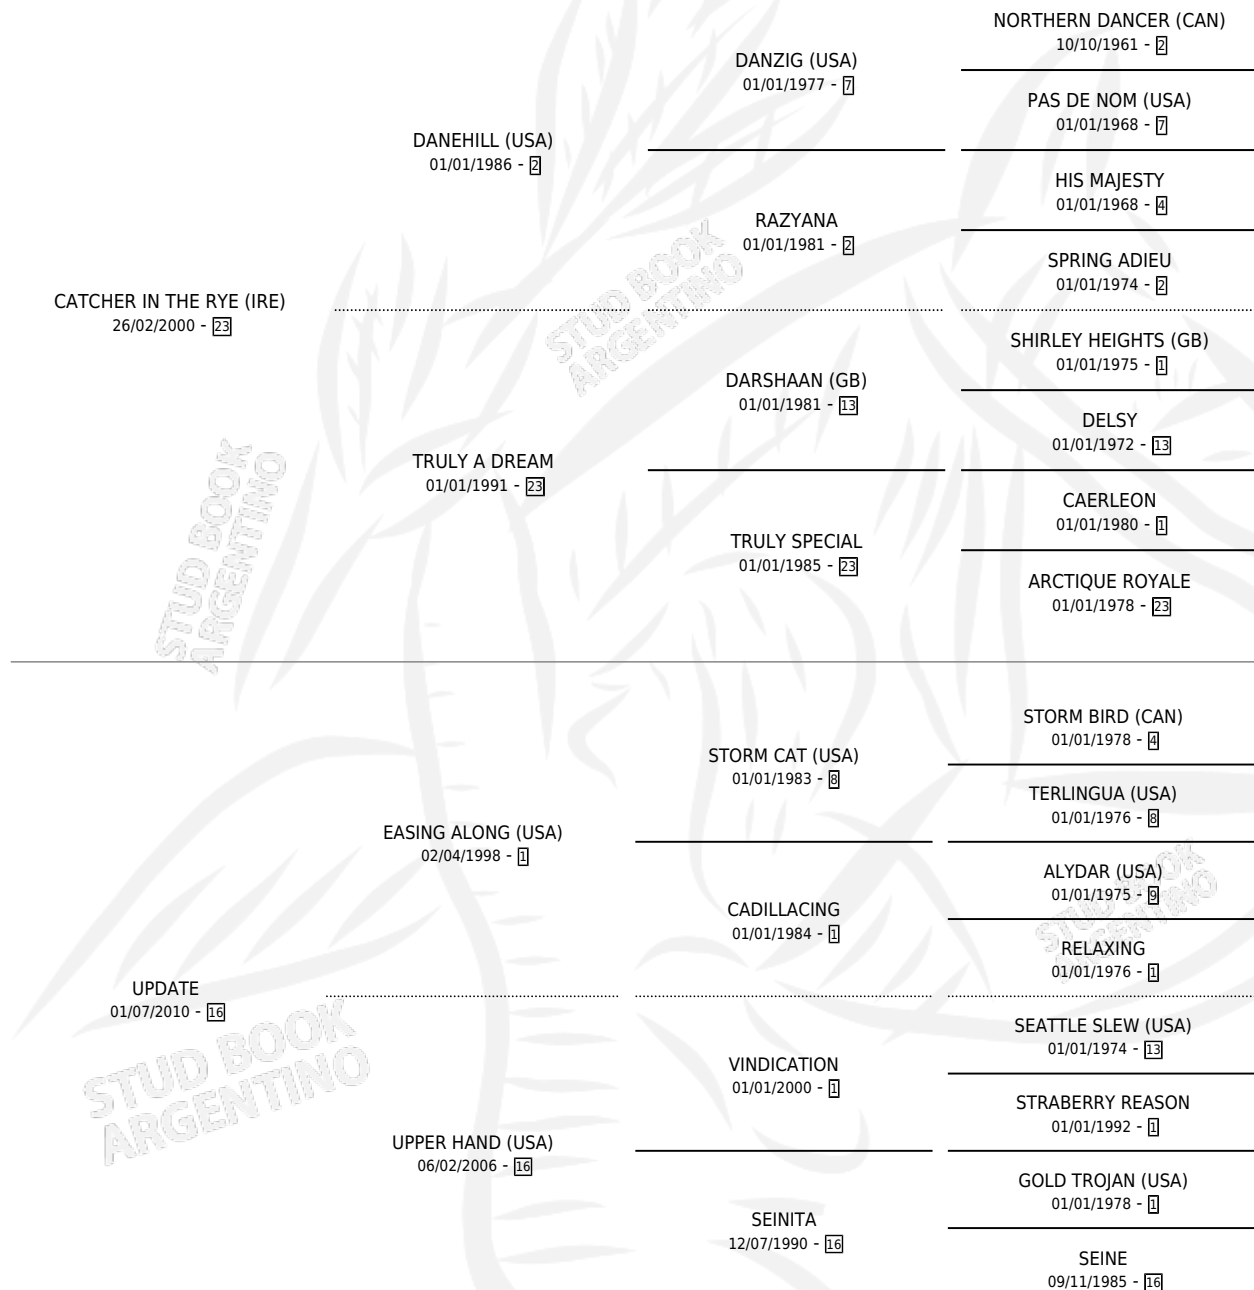 NORTHERN DANCER (CAN)
10/10/1961 - 2
DANZIG (USA)
01/01/1977 - 7
PAS DE NOM (USA)
01/01/1968 - 7
DANEHILL (USA)
01/01/1986 - 2
HIS MAJESTY
01/01/1968 - 4
RAZYANA
01/01/1981 - 2
SPRING ADIEU
01/01/1974 - 2
CATCHER IN THE RYE (IRE)
26/02/2000 - 23
SHIRLEY HEIGHTS (GB)
01/01/1975 - 1
DARSHAAN (GB)
01/01/1981 - 13
DELSY
01/01/1972 - 13
TRULY A DREAM
01/01/1991 - 23
CAERLEON
01/01/1980 - 1
TRULY SPECIAL
01/01/1985 - 23
ARCTIQUE ROYALE
01/01/1978 - 23
STORM BIRD (CAN)
01/01/1978 - 4
STORM CAT (USA)
01/01/1983 - 8
TERLINGUA (USA)
01/01/1976 - 8
EASING ALONG (USA)
02/04/1998 - 1
ALYDAR (USA)
01/01/1975 - 9
CADILLACING
01/01/1984 - 1
RELAXING
01/01/1976 - 1
UPDATE
01/07/2010 - 16
SEATTLE SLEW (USA)
01/01/1974 - 13
VINDICATION
01/01/2000 - 1
STRABERRY REASON
01/01/1992 - 1
UPPER HAND (USA)
06/02/2006 - 16
GOLD TROJAN (USA)
01/01/1978 - 1
SEINITA
12/07/1990 - 16
SEINE
09/11/1985 - 16
STUD BOOK
ARGENTINO
STUD BOOK
ARGENTINO
STUD BOOK
ARGENTINO
STUD BOOK
ARGENTINO